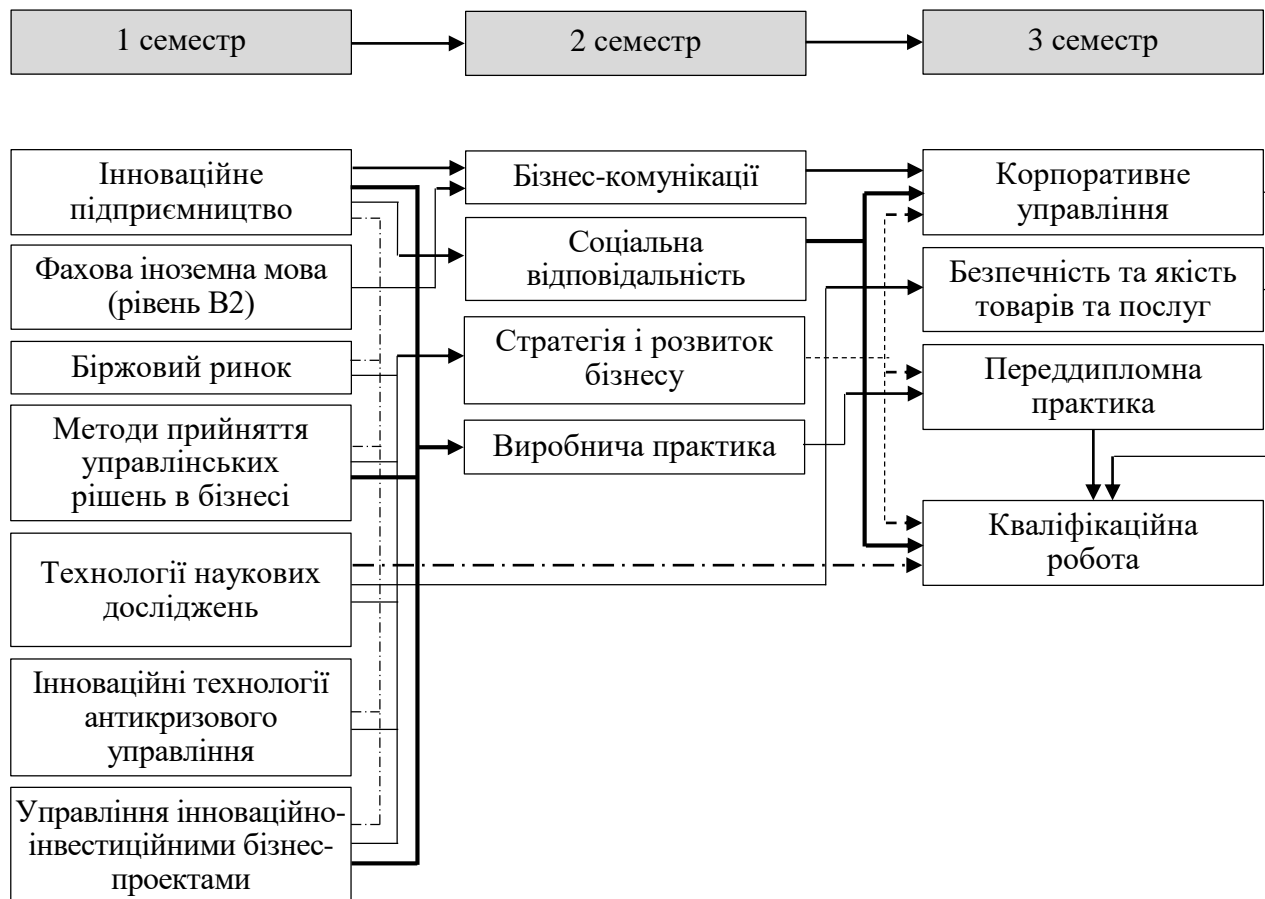 1 семестр
2 семестр
3 семестр
Інноваційне
підприємництво
Фахова іноземна мова
(рівень В2)
Біржовий ринок
Методи прийняття
управлінських
рішень в бізнесі
Технології наукових
досліджень
Інноваційні технології
антикризового
управління
Управління інноваційно-
інвестиційними бізнес-
проектами
Бізнес-комунікації
Соціальна
відповідальність
Стратегія і розвиток
бізнесу
Виробнича практика
Корпоративне
управління
Безпечність та якість
товарів та послуг
Переддипломна
практика
Кваліфікаційна
робота